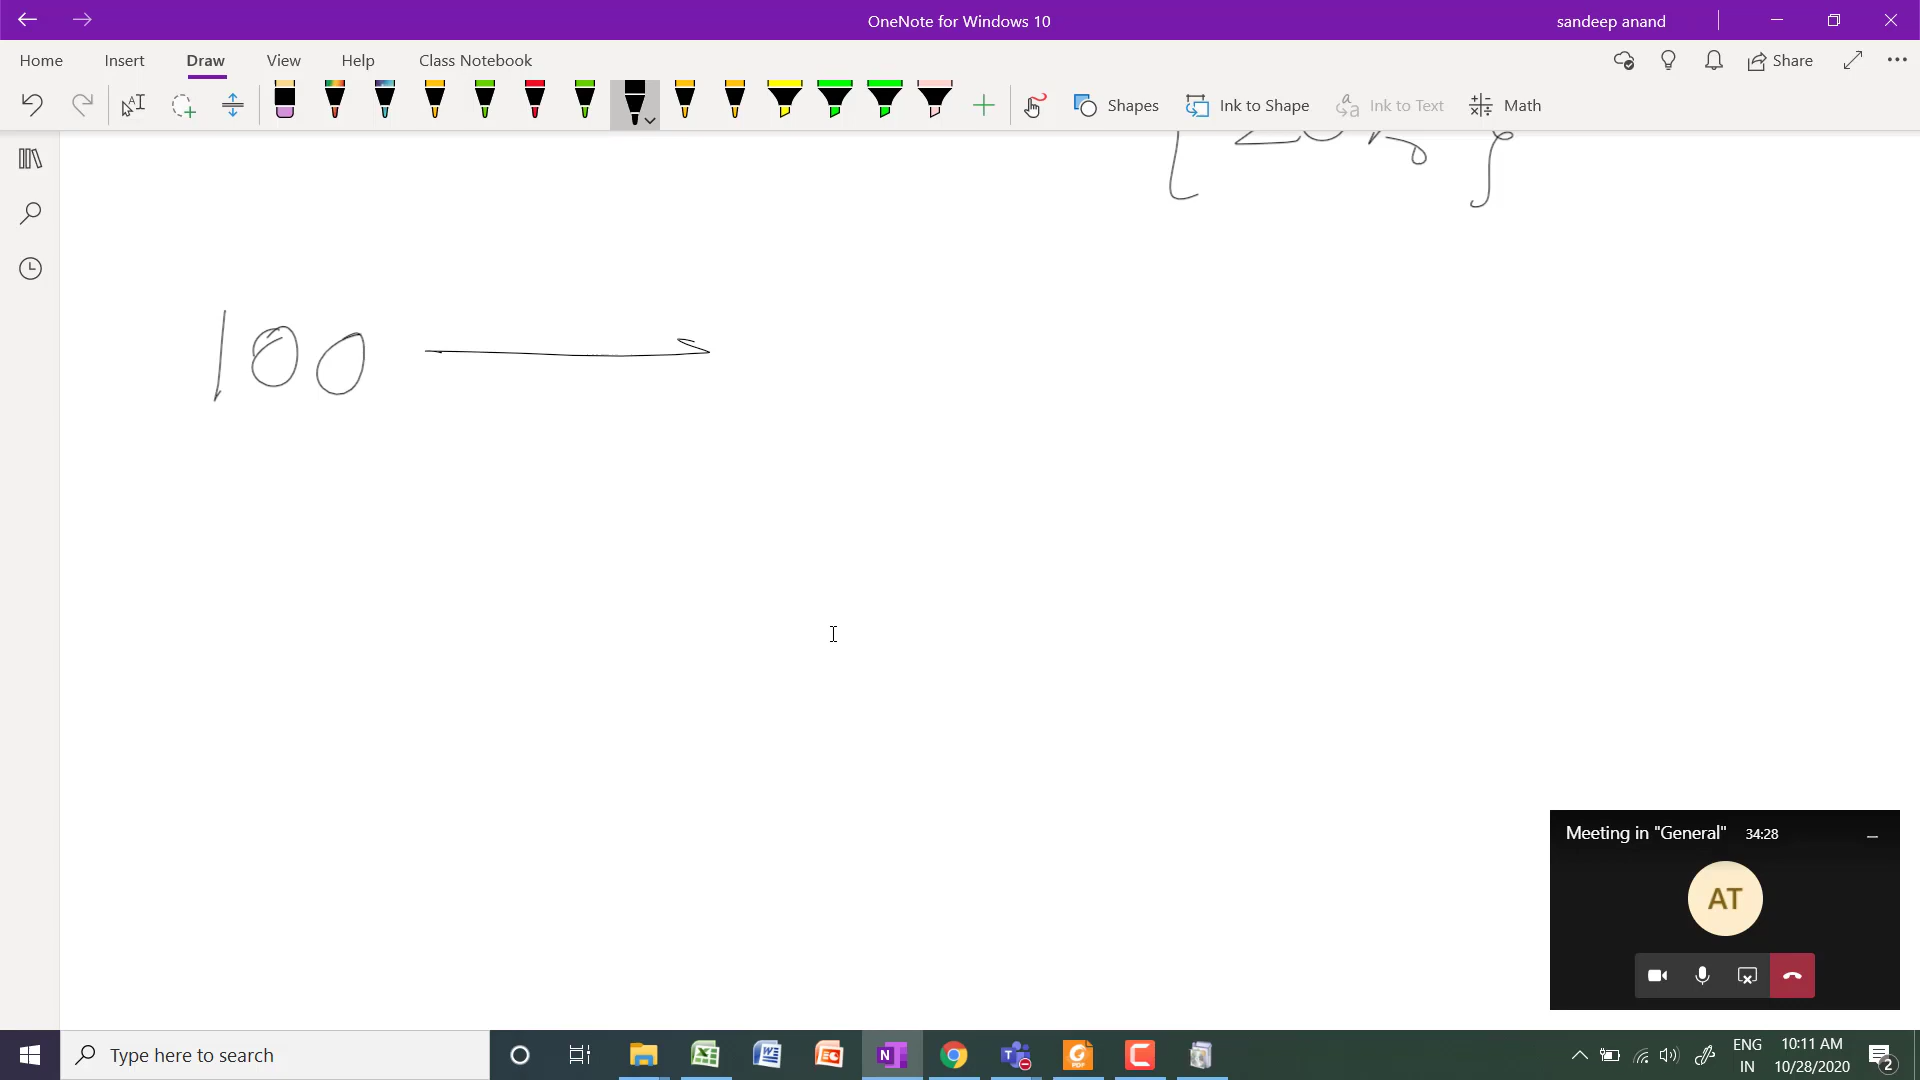 OneNote for Windows 10
sandeep anand
Home Insert Draw View Help Class Notebook
Share
Shapes Ink to Shape Ink to Text Math
100
Meeting in "General" 34:28
AT
Type here to search
ENG
IN
10:11 AM
10/28/2020
2